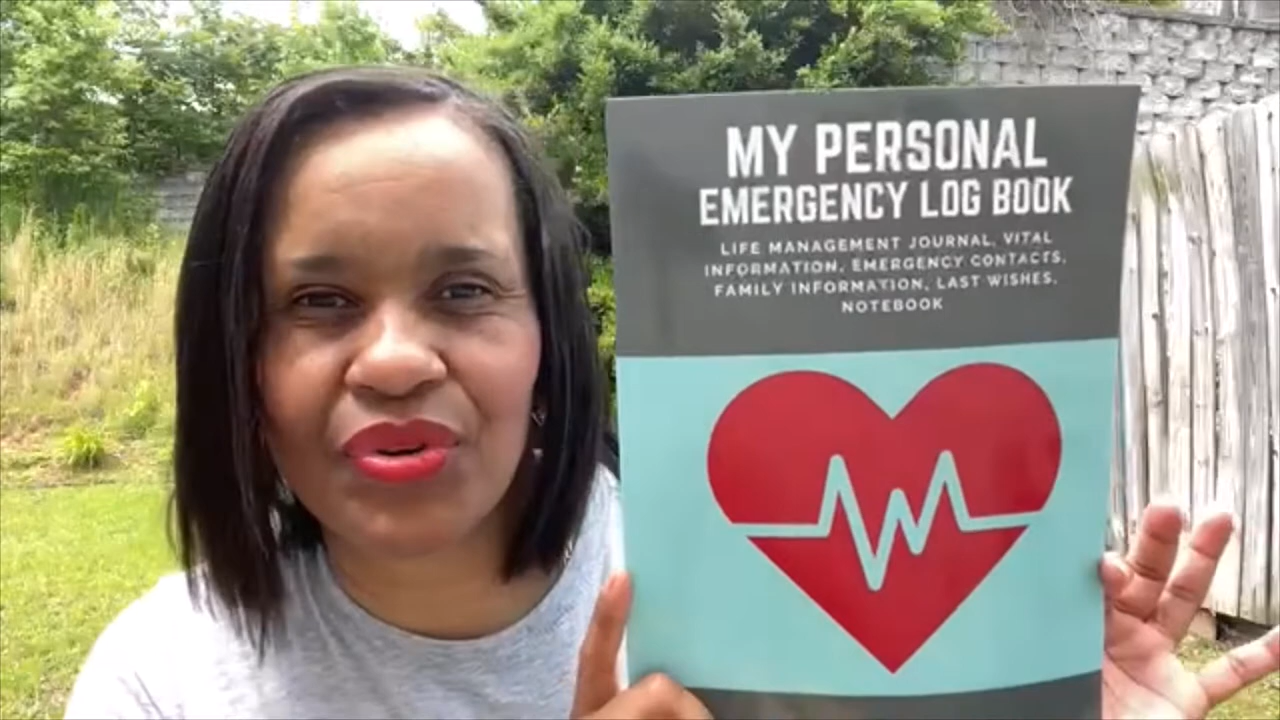 MY PERSONAL
EMERGENCY LOG BOOK
LIFE MANAGEMENT JOURNAL, VITAL
INFORMATION, EMERGENCY CONTACTS,
FAMILY INFORMATION, LAST WISHES,
NOTEBOOK